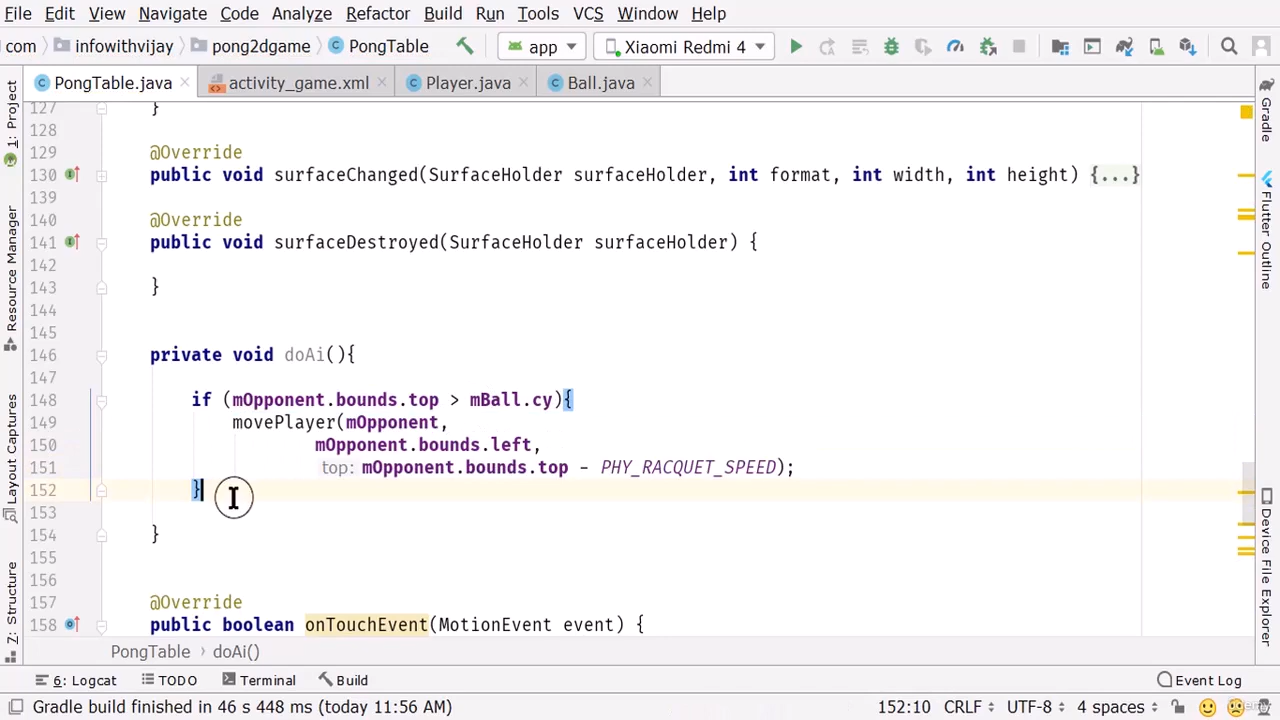 File Edit View Navigate Code Analyze Refactor Build Run Tools VCS Window Help
com infowithvijay pong2dgame PongTable app Xiaomi Redmi 4
PongTable.java activity_game.xml Player.java Ball.java
127 }
128
129 @Override
130 public void surfaceChanged(SurfaceHolder surfaceHolder, int format, int width, int height) {...}
139
140 @Override
141 public void surfaceDestroyed(SurfaceHolder surfaceHolder) {
142
143 }
144
145
146 private void doAi(){
147
148 if (mOpponent.bounds.top > mBall.cy){
149 movePlayer(mOpponent,
150 mOpponent.bounds.left,
151 top: mOpponent.bounds.top - PHY_RACQUET_SPEED);
152 }
153
154 }
155
156
157 @Override
158 public boolean onTouchEvent(MotionEvent event) {
PongTable doAi()
1: Project
Resource Manager
Layout Captures
7: Structure
Gradle
Flutter Outline
Device File Explorer
6: Logcat TODO Terminal Build Event Log
Gradle build finished in 46 s 448 ms (today 11:56 AM) 152:10 CRLF UTF-8 4 spaces